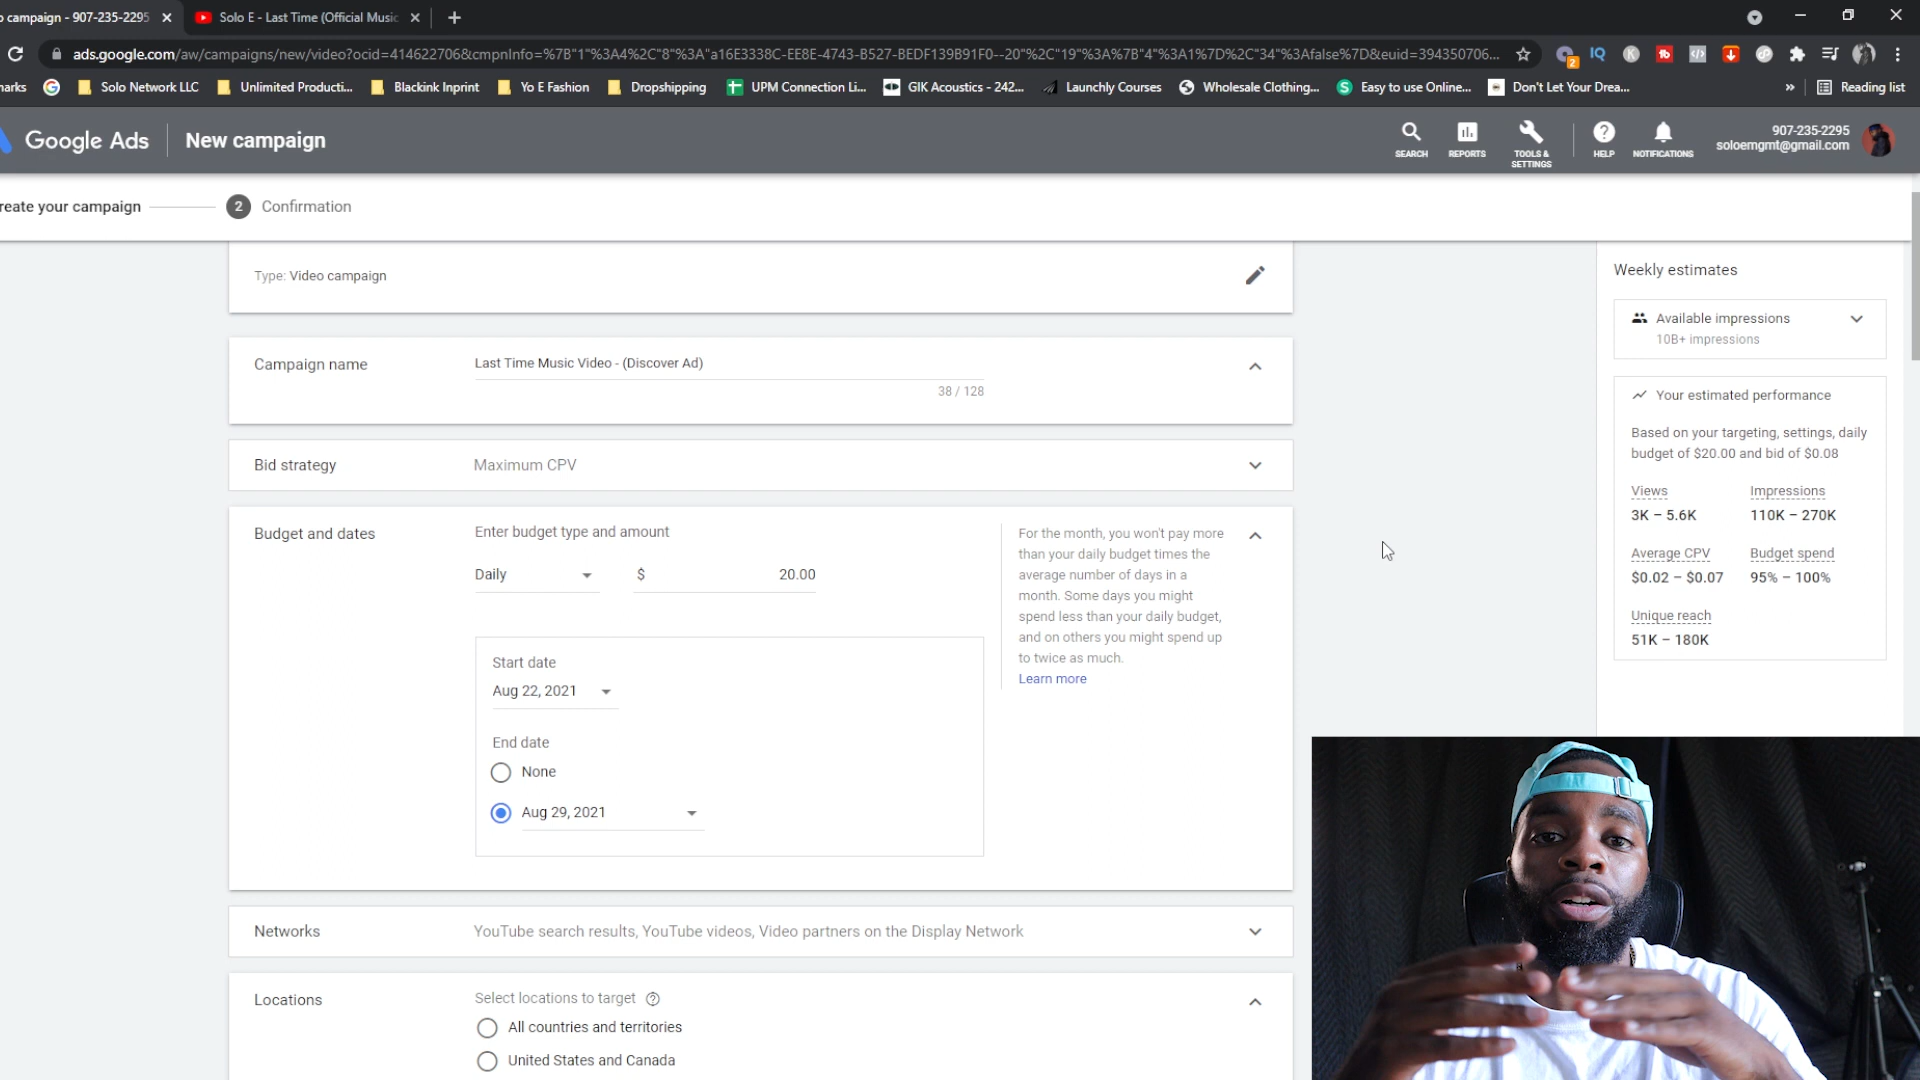 o campaign - 907-235-2295
Solo E - Last Time (Official Music
ads.google.com/aw/campaigns/new/video?ocid=414622706&cmpnInfo=%7B"1"%3A4%2C"8"%3A"a16E3338C-EE8E-4743-B527-BEDF139B91F0--20"%2C"19"%3A%7B"4"%3A1%7D%2C"34"%3Afalse%7D&euid=394350706...
narks
Solo Network LLC
Unlimited Producti...
Blackink Inprint
Yo E Fashion
Dropshipping
UPM Connection Li...
GIK Acoustics - 242...
Launchly Courses
Wholesale Clothing...
Easy to use Online...
Don't Let Your Drea...
»
Reading list
Google Ads
New campaign
SEARCH
REPORTS
TOOLS & SETTINGS
HELP
NOTIFICATIONS
907-235-2295
soloemgmt@gmail.com
reate your campaign
2 Confirmation
Type: Video campaign
Campaign name
Last Time Music Video - (Discover Ad)
38 / 128
Bid strategy
Maximum CPV
Budget and dates
Enter budget type and amount
Daily
$ 20.00
For the month, you won't pay more
than your daily budget times the
average number of days in a
month. Some days you might
spend less than your daily budget,
and on others you might spend up
to twice as much.
Learn more
Start date
Aug 22, 2021
End date
None
Aug 29, 2021
Networks
YouTube search results, YouTube videos, Video partners on the Display Network
Locations
Select locations to target
All countries and territories
United States and Canada
Weekly estimates
Available impressions
10B+ impressions
Your estimated performance
Based on your targeting, settings, daily
budget of $20.00 and bid of $0.08
Views Impressions
3K – 5.6K 110K – 270K
Average CPV Budget spend
$0.02 – $0.07 95% – 100%
Unique reach
51K – 180K